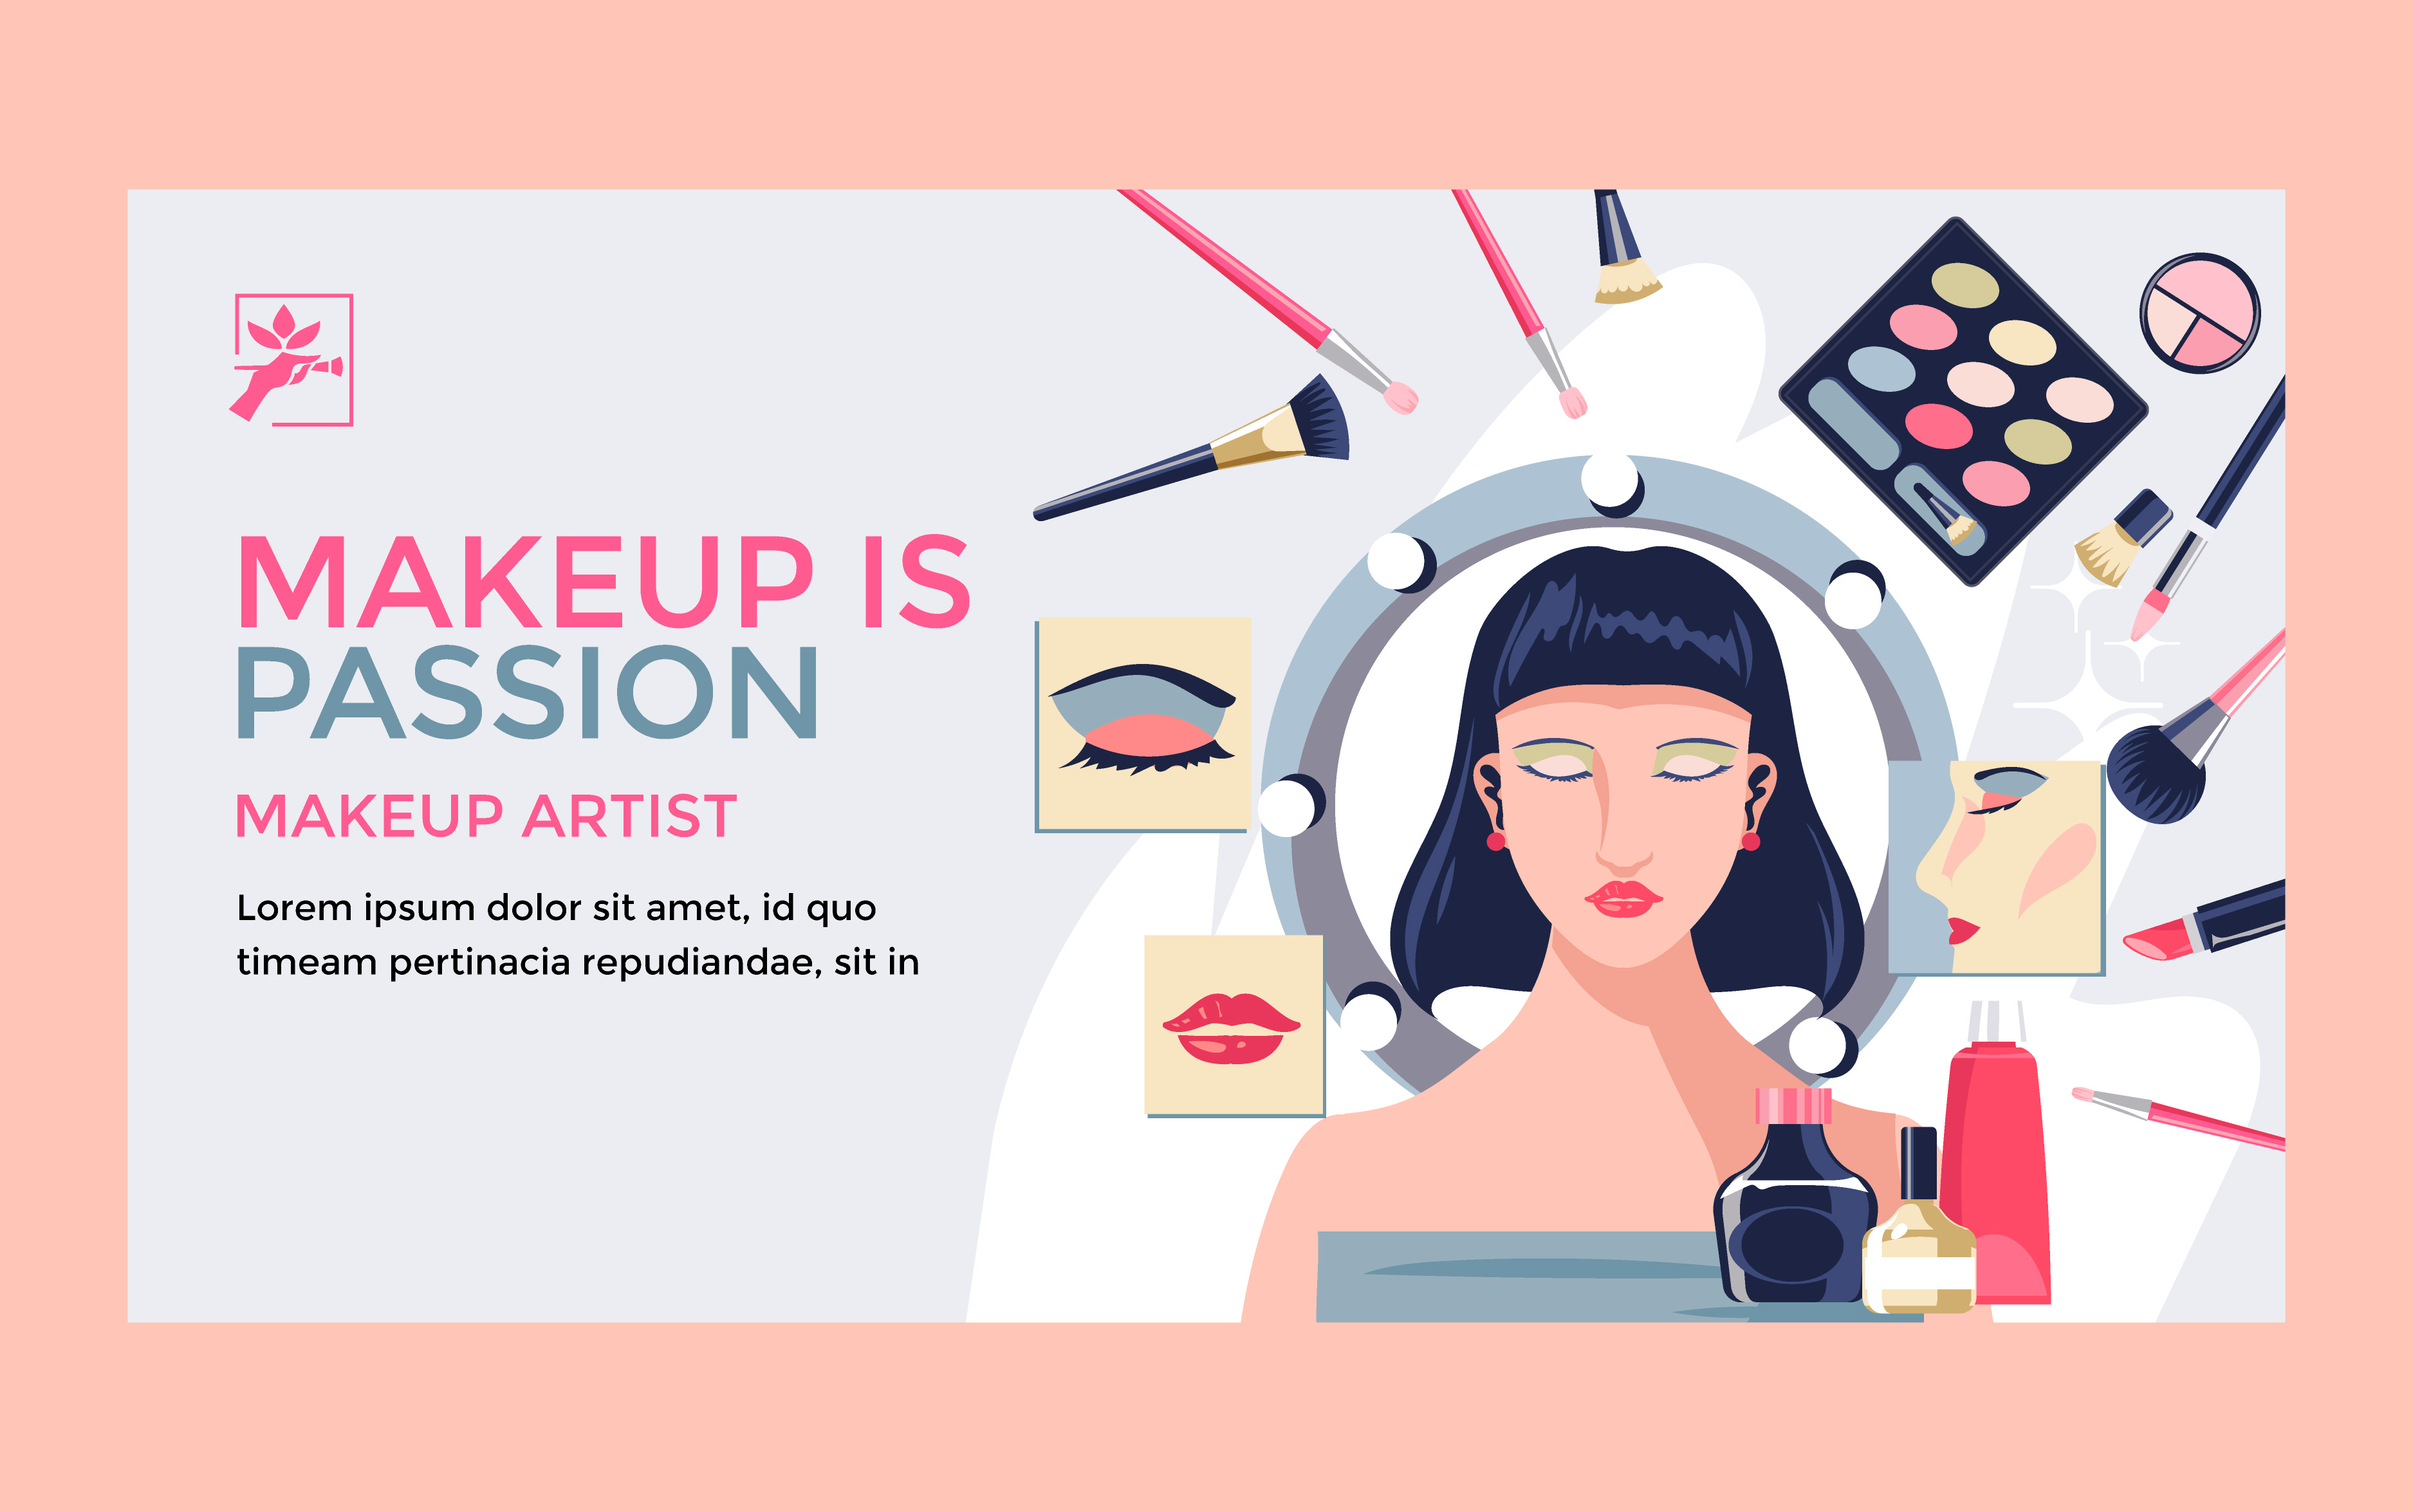 MAKEUP IS
PASSION
MAKEUP ARTIST
Lorem ipsum dolor sit amet, id quo
timeam pertinacia repudiandae, sit in